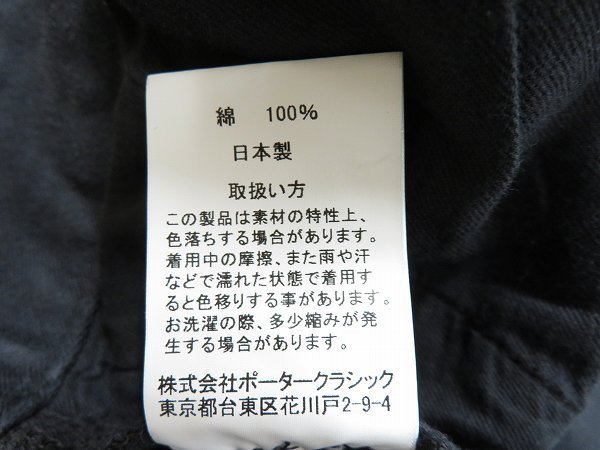 綿　100%
日本製
取扱い方
この製品は素材の特性上、
色落ちする場合があります。
着用中の摩擦、また雨や汗
などで濡れた状態で着用す
ると色移りする事があります。
お洗濯の際、多少縮みが発
生する場合があります。
株式会社ポータークラシック
東京都台東区花川戸2-9-4